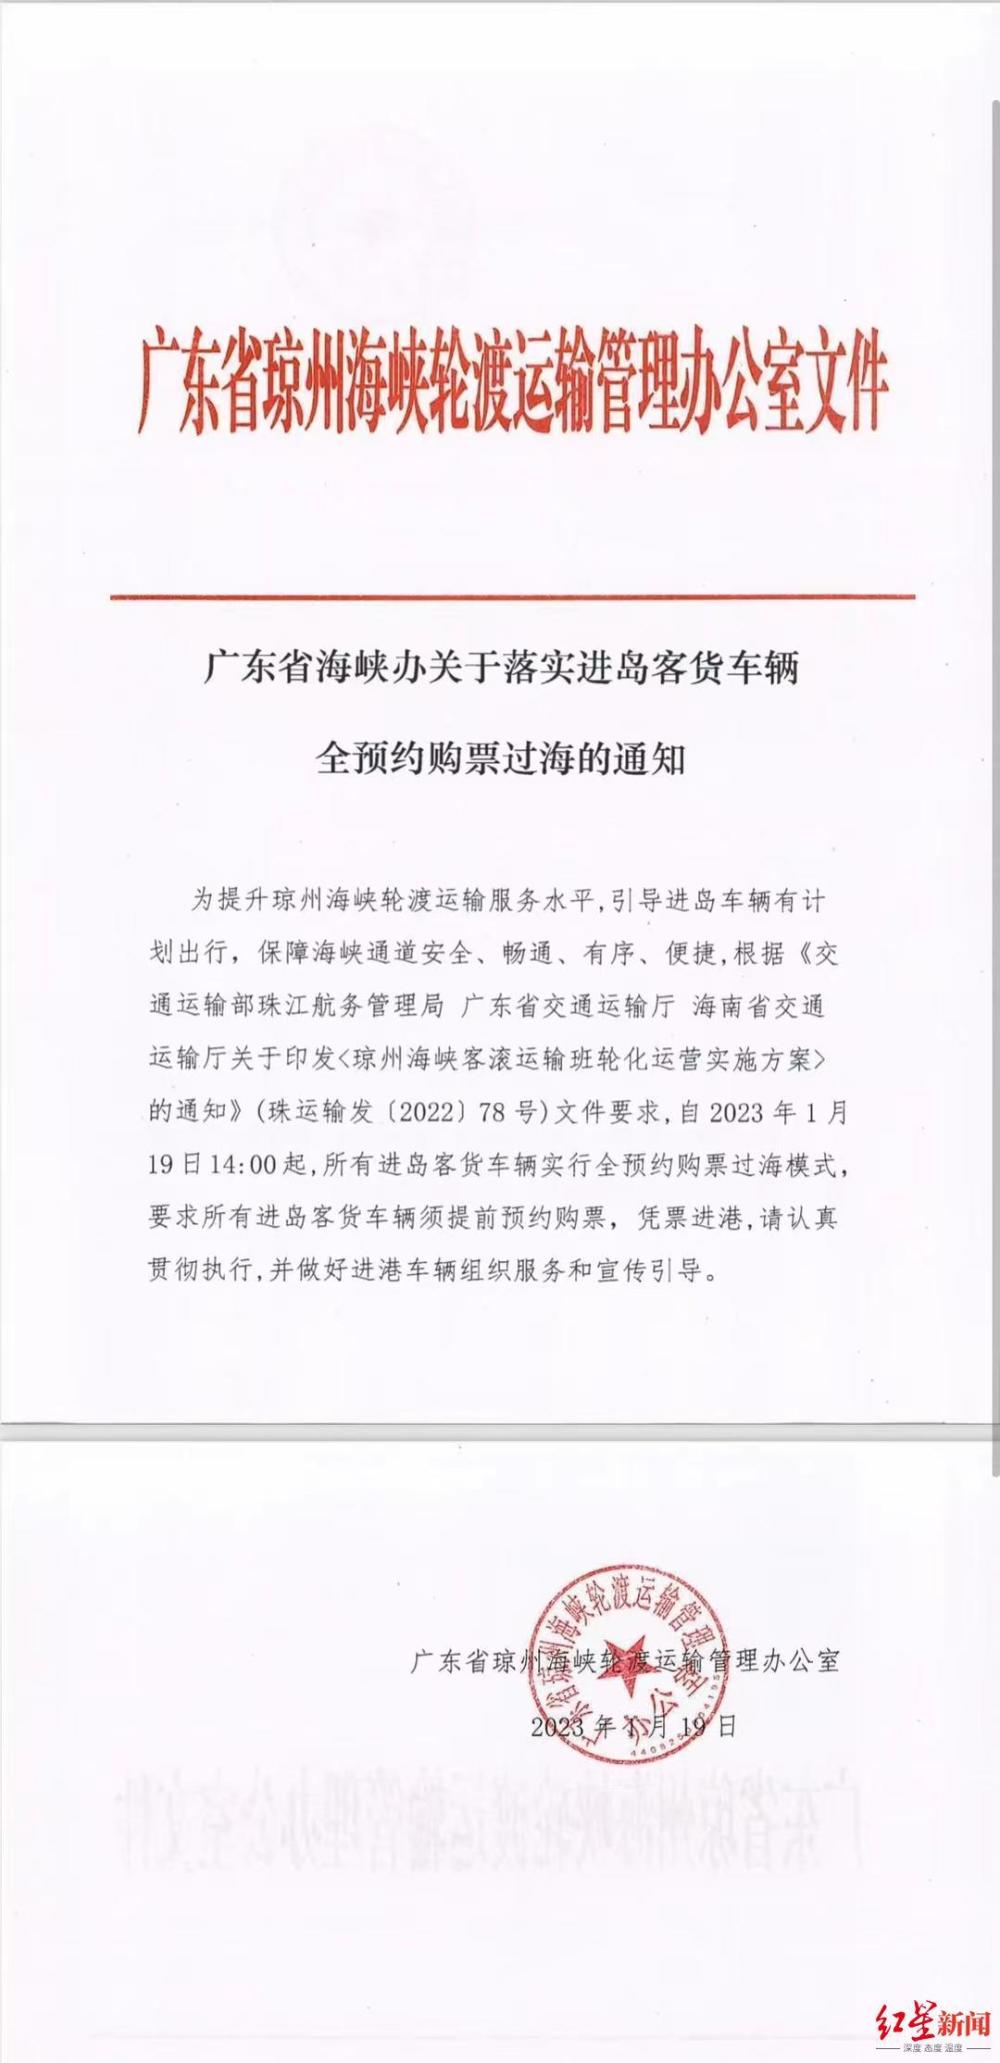 广东省琼州海峡轮渡运输管理办公室文件
广东省海峡办关于落实进岛客货车辆
全预约购票过海的通知
为提升琼州海峡轮渡运输服务水平,引导进岛车辆有计
划出行，保障海峡通道安全、畅通、有序、便捷,根据《交
通运输部珠江航务管理局 广东省交通运输厅 海南省交通
运输厅关于印发<琼州海峡客滚运输班轮化运营实施方案>
的通知》(珠运输发〔2022〕78号)文件要求,自2023年1月
19日14:00起,所有进岛客货车辆实行全预约购票过海模式，
要求所有进岛客货车辆须提前预约购票，凭票进港,请认真
贯彻执行,并做好进港车辆组织服务和宣传引导。
广东省琼州海峡轮渡运输管理办公室
2023年1月19日
广东省琼州海峡轮渡运输管理
办公室
红星新闻
深度 态度 温度